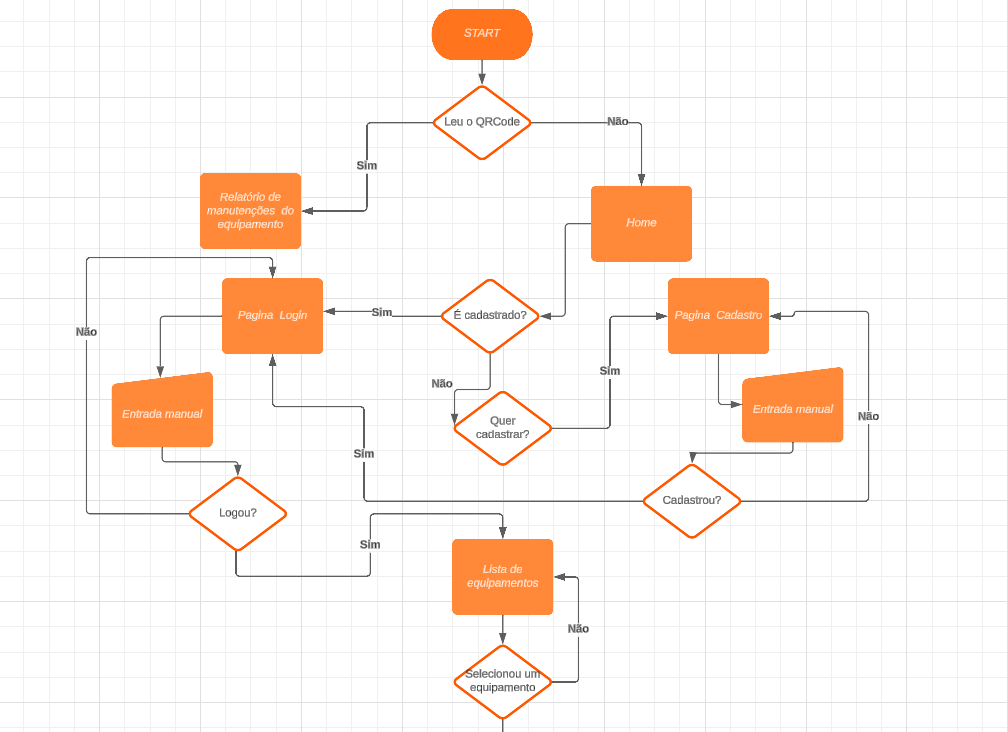 START
Leu o QRCode
Não
Sim
Relatório de
manutenções do
equipamento
Home
Pagina Login
Sim
É cadastrado?
Pagina Cadastro
Não
Sim
Não
Entrada manual
Quer
cadastrar?
Entrada manual
Não
Sim
Logou?
Cadastrou?
Sim
Lista de
equipamentos
Não
Selecionou um
equipamento